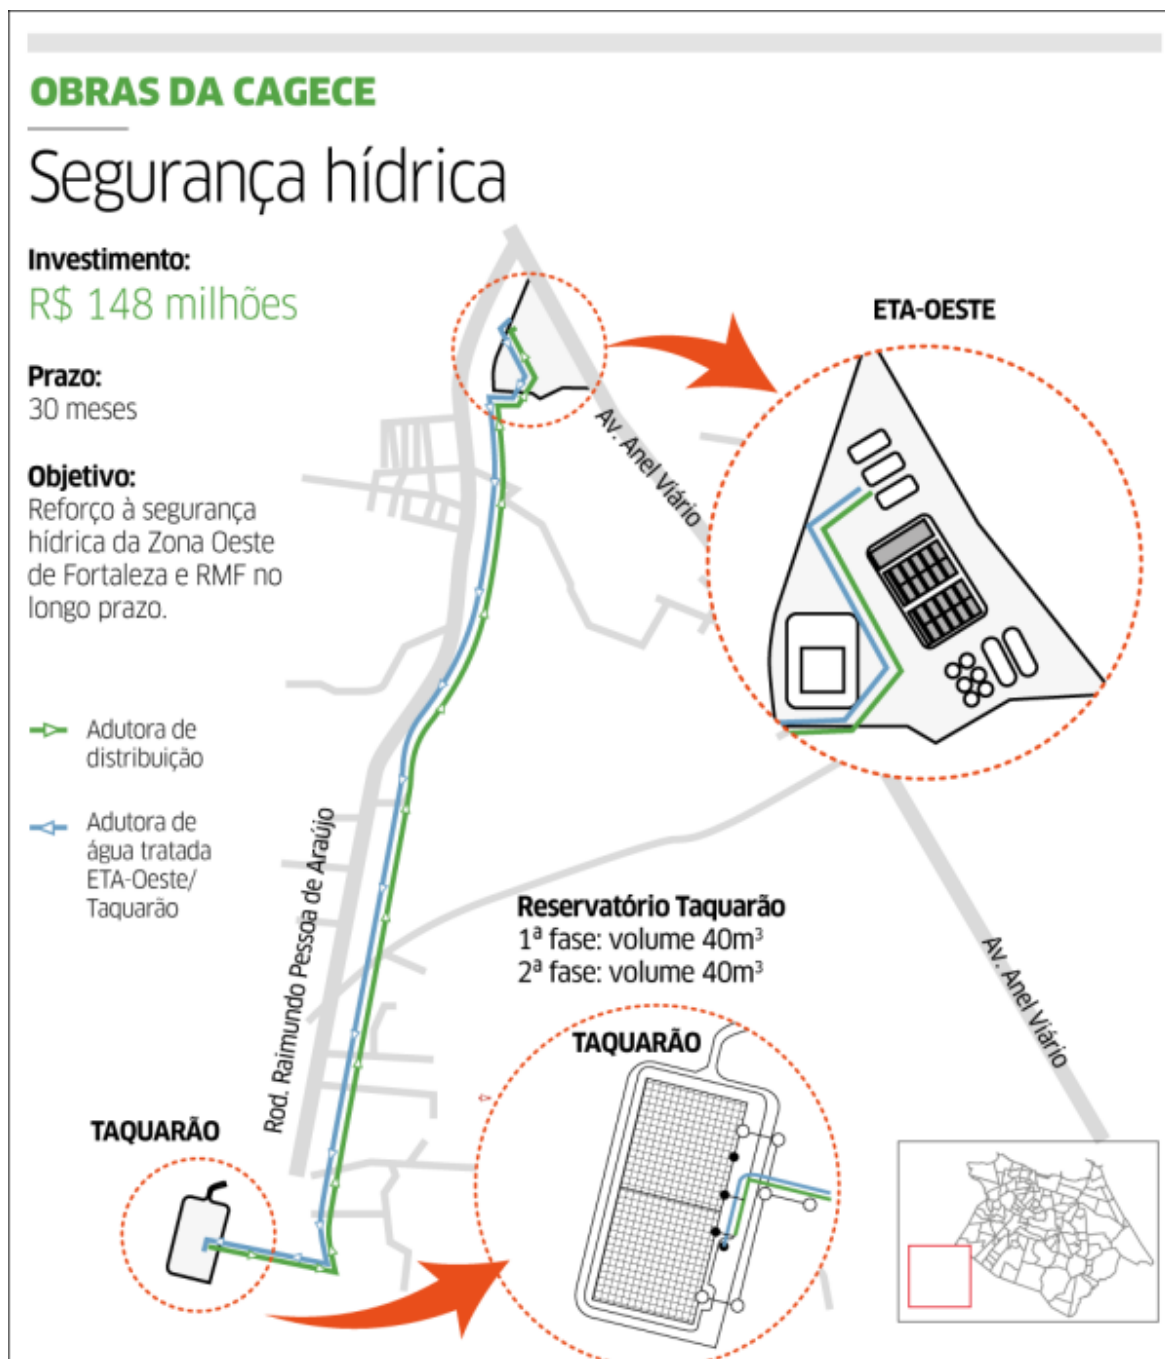 OBRAS DA CAGECE
Segurança hídrica
Investimento:
R$ 148 milhões
Prazo:
30 meses
Objetivo:
Reforço à segurança
hídrica da Zona Oeste
de Fortaleza e RMF no
longo prazo.
Adutora de
distribuição
Adutora de
água tratada
ETA-Oeste/
Taquarão
ETA-OESTE
Av. Anel Viário
Rod. Raimundo Pessoa de Araújo
Reservatório Taquarão
1ª fase: volume 40m³
2ª fase: volume 40m³
Av. Anel Viário
TAQUARÃO
TAQUARÃO